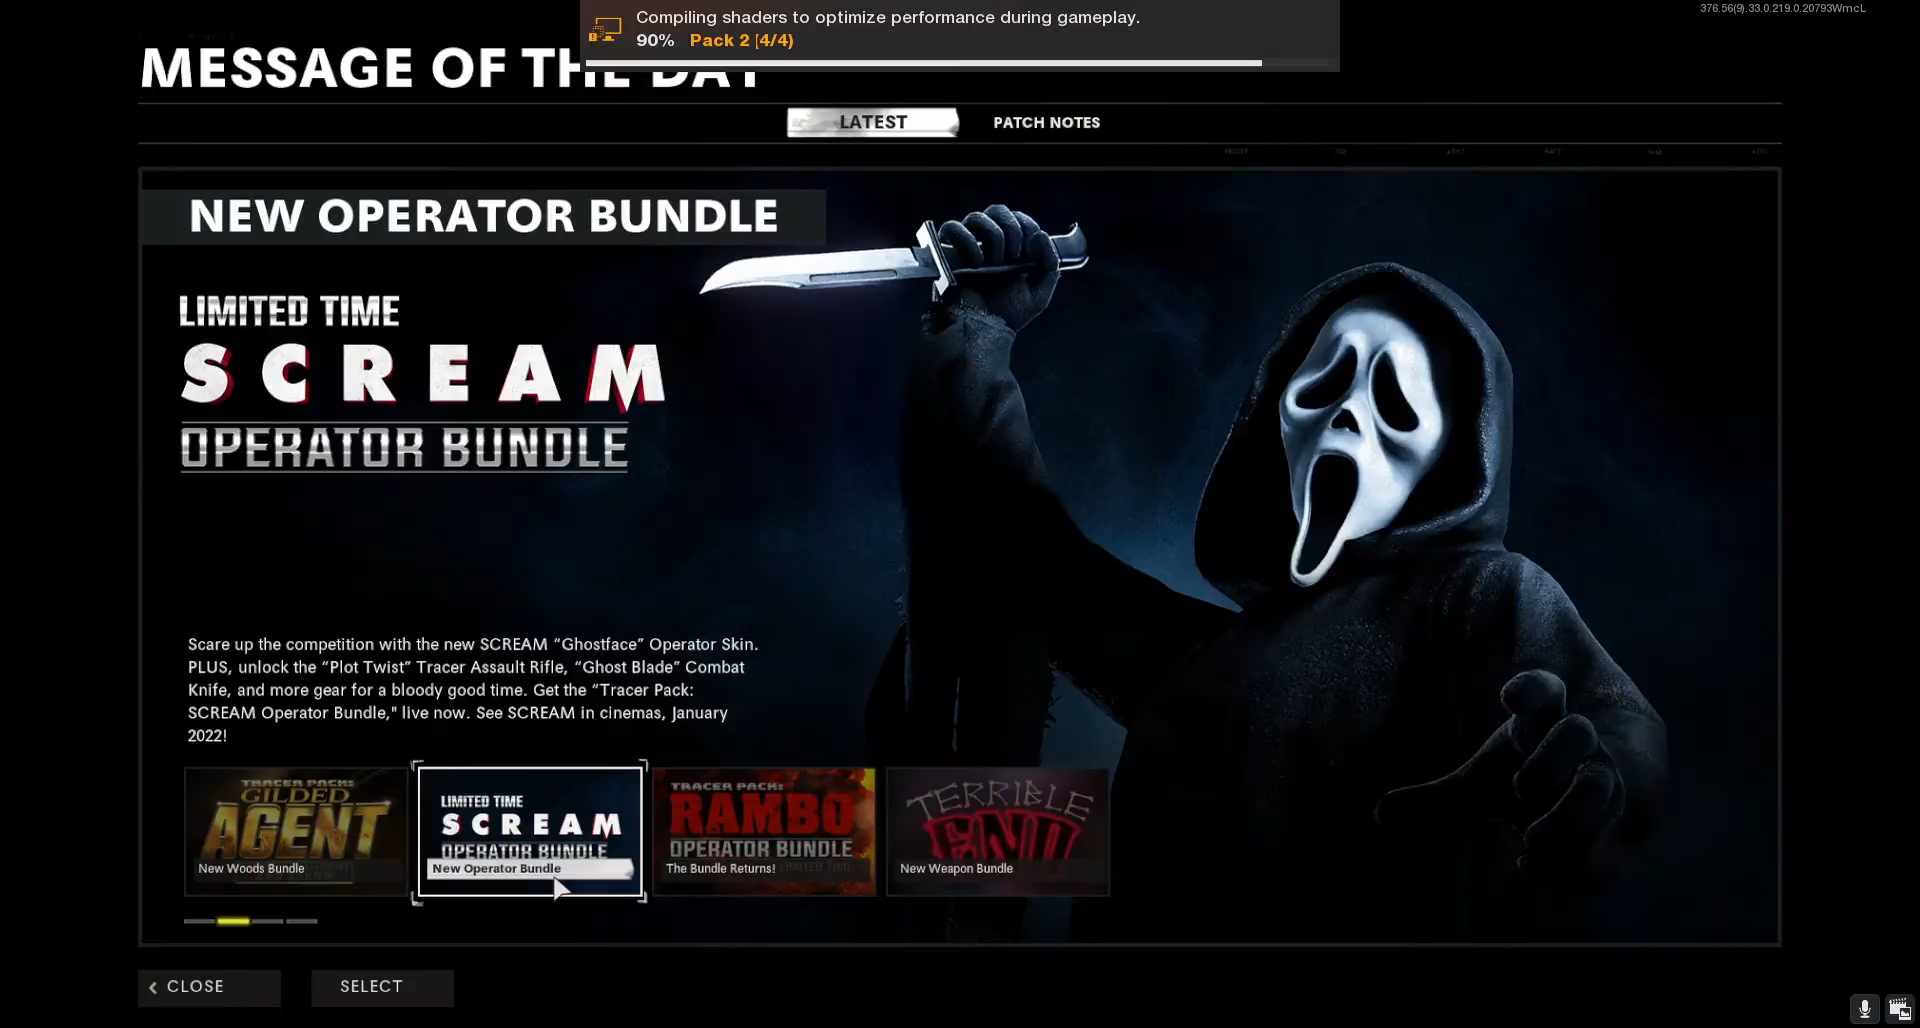 376.56(9).33.0.219.0.20793WmcL
Compiling shaders to optimize performance during gameplay.
90% Pack 2 [4/4)
MESSAGE OF THE DAY
LATEST
PATCH NOTES
NEW OPERATOR BUNDLE
LIMITED TIME
SCREAM
OPERATOR BUNDLE
Scare up the competition with the new SCREAM “Ghostface” Operator Skin.
PLUS, unlock the “Plot Twist” Tracer Assault Rifle, “Ghost Blade” Combat
Knife, and more gear for a bloody good time. Get the “Tracer Pack:
SCREAM Operator Bundle," live now. See SCREAM in cinemas, January
2022!
TRACER PACK:
GILDED
AGENT
New Woods Bundle
LIMITED TIME
SCREAM
OPERATOR BUNDLE
New Operator Bundle
TRACER PACK:
RAMBO
OPERATOR BUNDLE
LIMITED TIME
The Bundle Returns!
TERRIBLE
END
New Weapon Bundle
CLOSE
SELECT